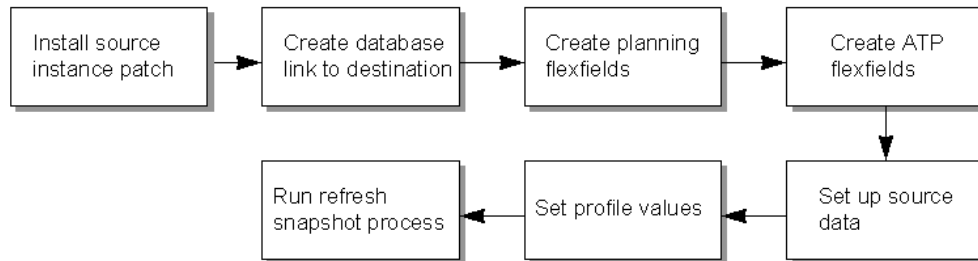 Install source
instance patch
Create database
link to destination
Create planning
flexfields
Create ATP
flexfields
Set up source
data
Set profile values
Run refresh
snapshot process